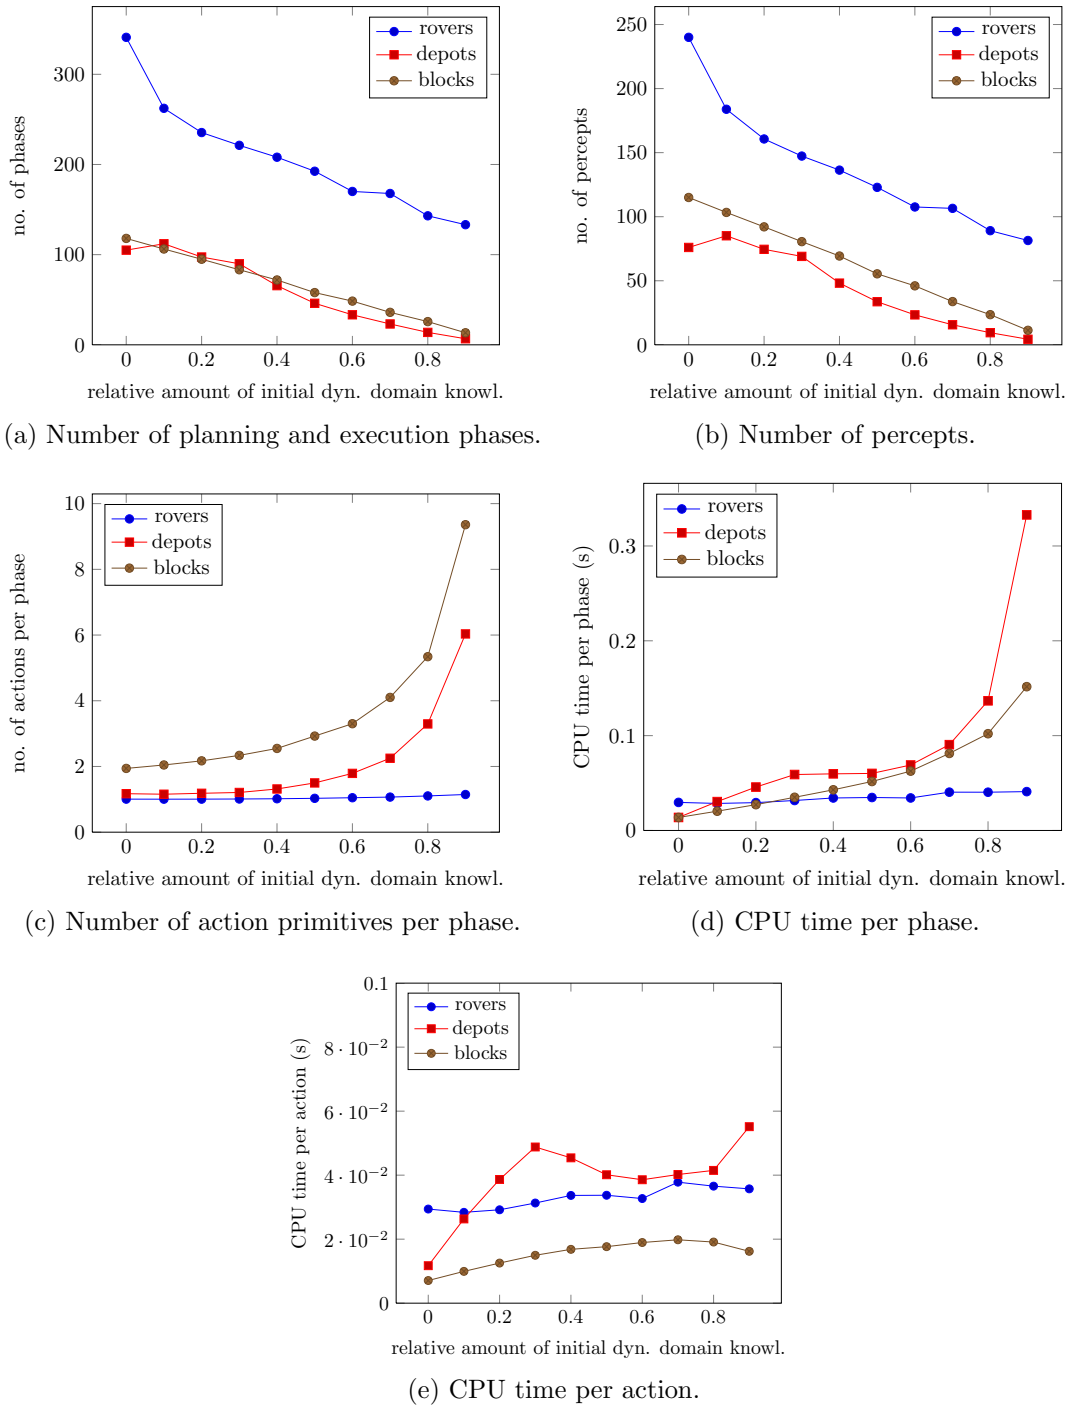 rovers
depots
blocks
no. of phases
300
200
100
0
0 0.2 0.4 0.6 0.8
relative amount of initial dyn. domain knowl.
(a) Number of planning and execution phases.
rovers
depots
blocks
no. of percepts
250
200
150
100
50
0
0 0.2 0.4 0.6 0.8
relative amount of initial dyn. domain knowl.
(b) Number of percepts.
rovers
depots
blocks
no. of actions per phase
10
8
6
4
2
0
0 0.2 0.4 0.6 0.8
relative amount of initial dyn. domain knowl.
(c) Number of action primitives per phase.
rovers
depots
blocks
CPU time per phase (s)
0.3
0.2
0.1
0
0 0.2 0.4 0.6 0.8
relative amount of initial dyn. domain knowl.
(d) CPU time per phase.
rovers
depots
blocks
CPU time per action (s)
0.1
8 · 10⁻²
6 · 10⁻²
4 · 10⁻²
2 · 10⁻²
0
0 0.2 0.4 0.6 0.8
relative amount of initial dyn. domain knowl.
(e) CPU time per action.